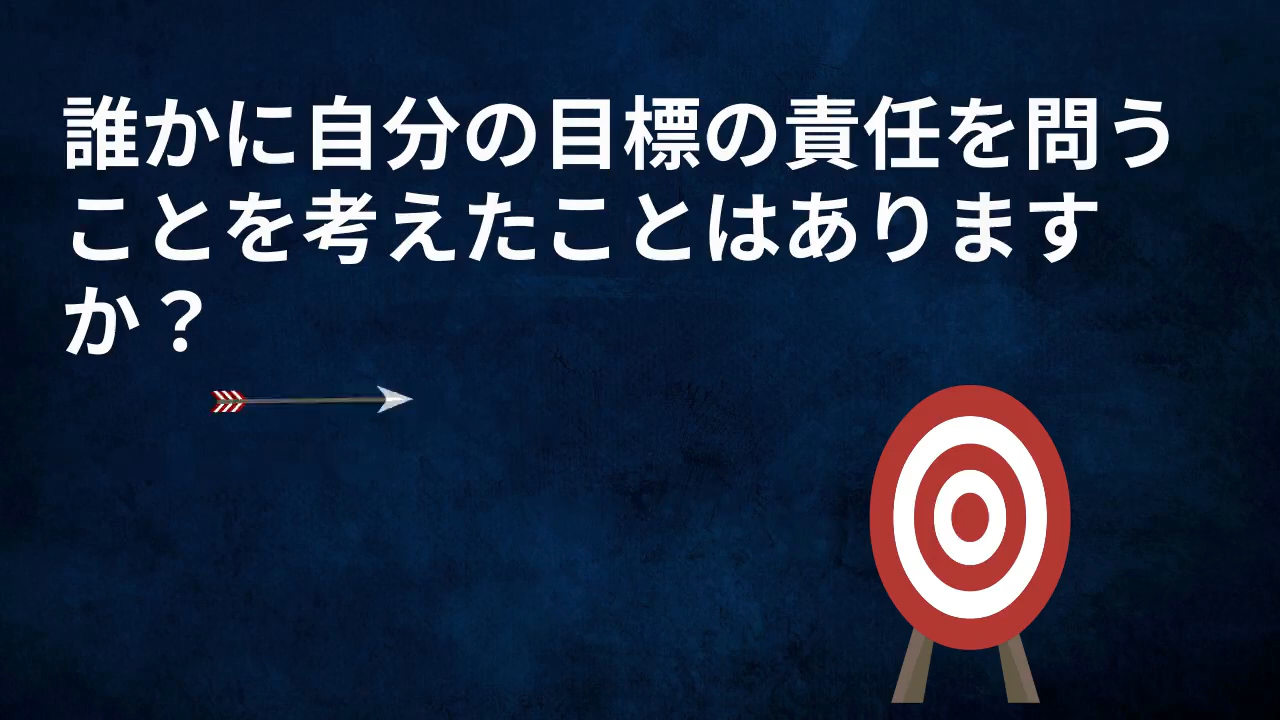 誰かに自分の目標の責任を問う
ことを考えたことはあります
か？